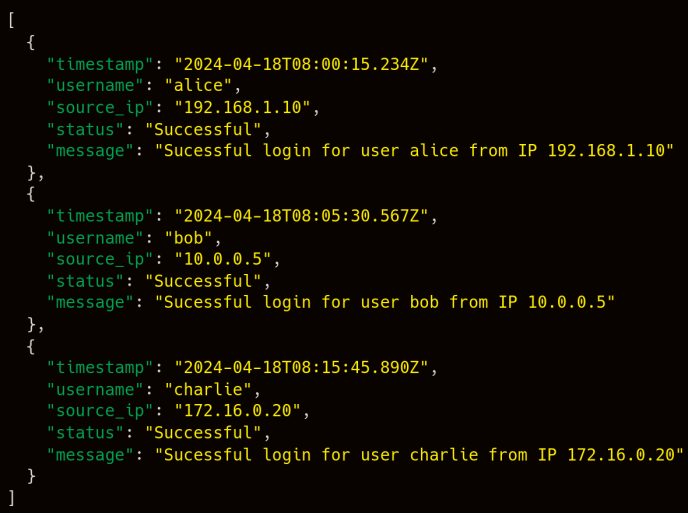 [
  {
    "timestamp": "2024-04-18T08:00:15.234Z",
    "username": "alice",
    "source_ip": "192.168.1.10",
    "status": "Successful",
    "message": "Sucessful login for user alice from IP 192.168.1.10"
  },
  {
    "timestamp": "2024-04-18T08:05:30.567Z",
    "username": "bob",
    "source_ip": "10.0.0.5",
    "status": "Successful",
    "message": "Sucessful login for user bob from IP 10.0.0.5"
  },
  {
    "timestamp": "2024-04-18T08:15:45.890Z",
    "username": "charlie",
    "source_ip": "172.16.0.20",
    "status": "Successful",
    "message": "Sucessful login for user charlie from IP 172.16.0.20"
  }
]